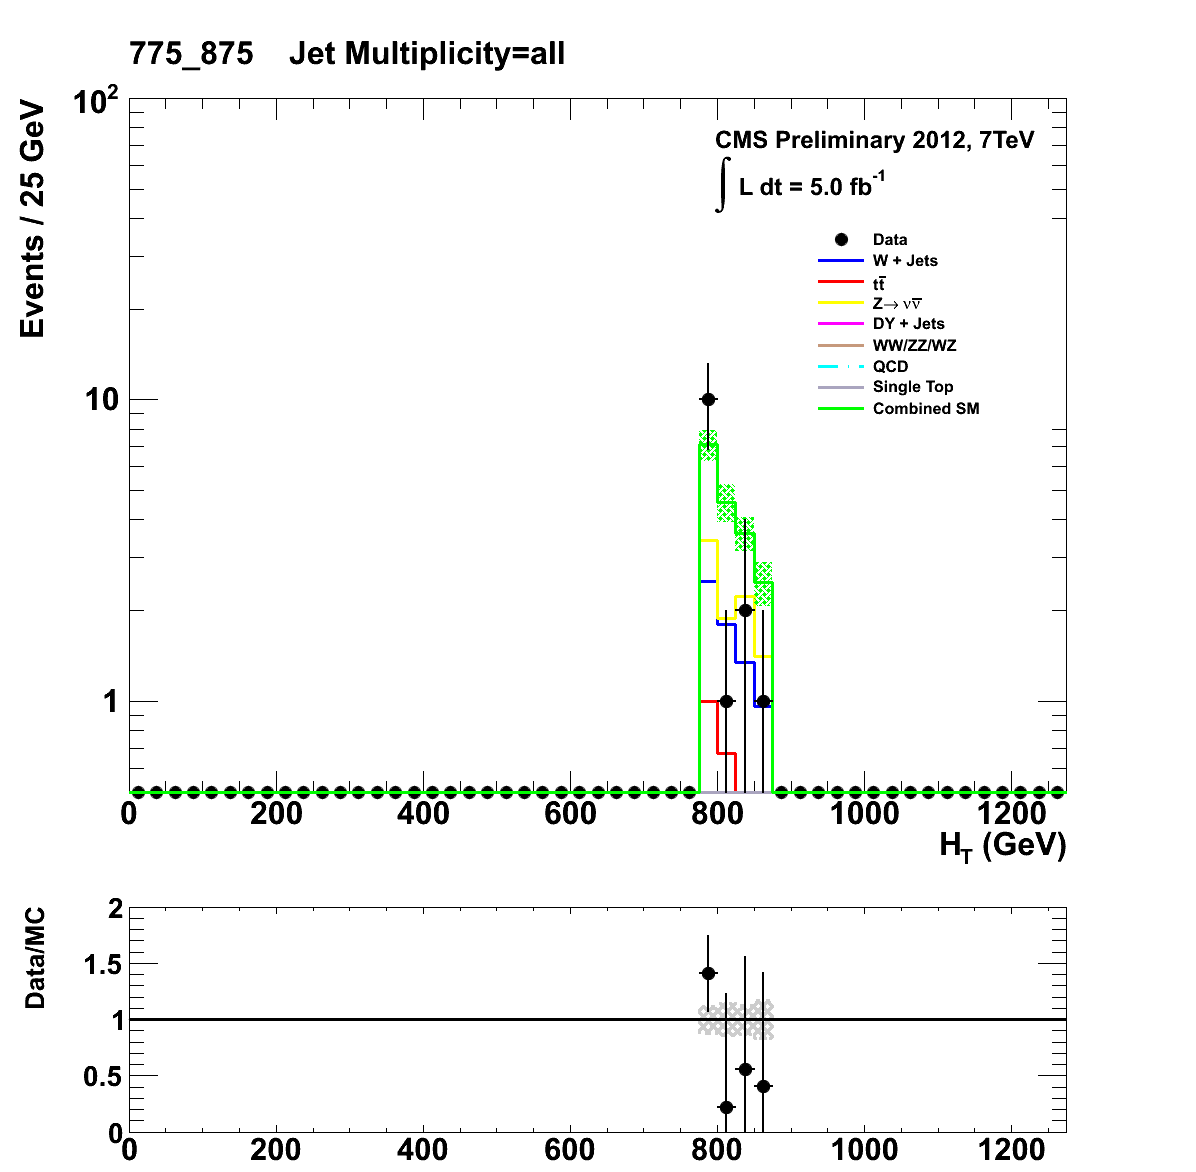 775_875 Jet Multiplicity=all
Events / 25 GeV
10²
10
1
CMS Preliminary 2012, 7TeV
∫ L dt = 5.0 fb⁻¹
Data
W + Jets
tt̅
Z→ νν̅
DY + Jets
WW/ZZ/WZ
QCD
Single Top
Combined SM
0 200 400 600 800 1000 1200
H_T (GeV)
Data/MC
2
1.5
1
0.5
0
0 200 400 600 800 1000 1200